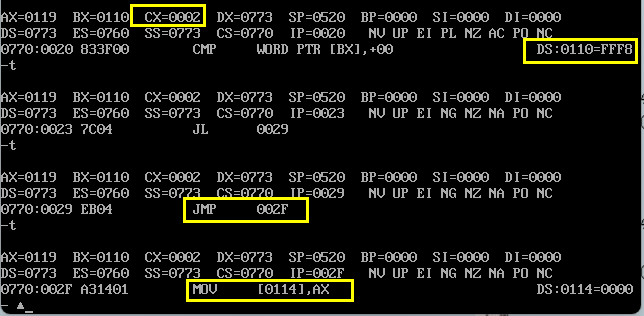 AX=0119  BX=0110  CX=0002  DX=0773  SP=0520  BP=0000  SI=0000  DI=0000
DS=0773  ES=0760  SS=0773  CS=0770  IP=0020   NV UP EI PL NZ AC PO NC
0770:0020 833F00        CMP     WORD PTR [BX],+00                  DS:0110=FFF8
-t
AX=0119  BX=0110  CX=0002  DX=0773  SP=0520  BP=0000  SI=0000  DI=0000
DS=0773  ES=0760  SS=0773  CS=0770  IP=0023   NV UP EI NG NZ NA PO NC
0770:0023 7C04          JL      0029
-t
AX=0119  BX=0110  CX=0002  DX=0773  SP=0520  BP=0000  SI=0000  DI=0000
DS=0773  ES=0760  SS=0773  CS=0770  IP=0029   NV UP EI NG NZ NA PO NC
0770:0029 EB04          JMP     002F
-t
AX=0119  BX=0110  CX=0002  DX=0773  SP=0520  BP=0000  SI=0000  DI=0000
DS=0773  ES=0760  SS=0773  CS=0770  IP=002F   NV UP EI NG NZ NA PO NC
0770:002F A31401        MOV     [0114],AX                          DS:0114=0000
- ▲_